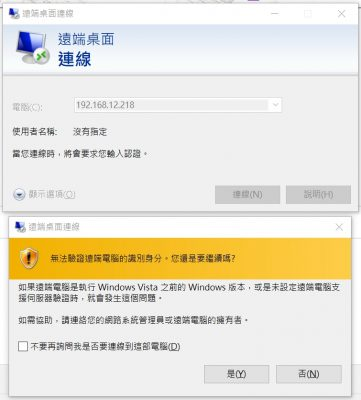 遠端桌面連線
遠端桌面
連線
電腦(C):
192.168.12.218
使用者名稱:
沒有指定
當您連線時，將會要求您輸入認證。
顯示選項(O)
連線(N)
說明(H)
遠端桌面連線
無法驗證遠端電腦的識別身分。您還是要繼續嗎?
如果遠端電腦是執行 Windows Vista 之前的 Windows 版本，或是未設定遠端電腦支
援伺服器驗證時，就會發生這個問題。
如需協助，請連絡您的網路系統管理員或遠端電腦的擁有者。
不要再詢問我是否要連線到這部電腦(D)
是(Y)
否(N)